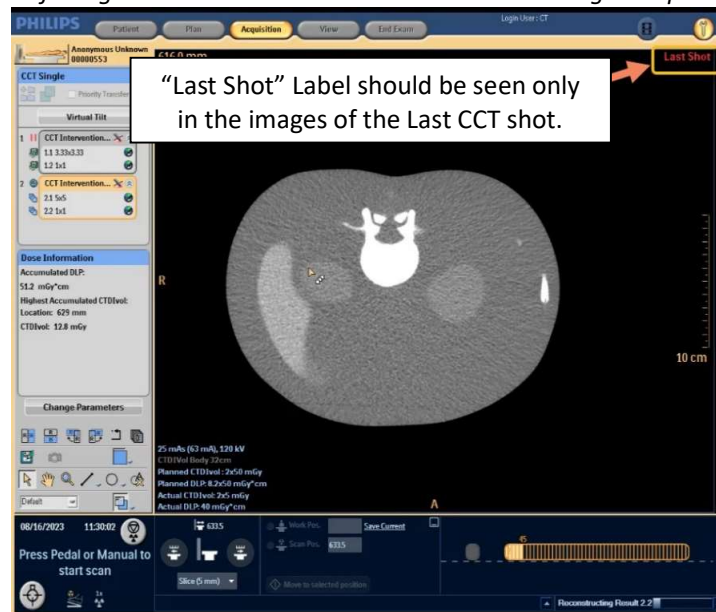 PHILIPS Patient Plan Acquisition View End Exam Login User: CT
Anonymous Unknown
00000553
616.0 mm
Last Shot
“Last Shot” Label should be seen only
in the images of the Last CCT shot.
CCT Single
Priority Transfer
Virtual Tilt
1 CCT Intervention...
1.1 3.33x3.33
1.2 1x1
2 CCT Intervention...
2.1 5x5
2.2 1x1
Dose Information
Accumulated DLP:
51.2 mGy*cm
Highest Accumulated CTDIvol:
Location: 629 mm
CTDIvol: 12.8 mGy
R
10 cm
Change Parameters
Default
25 mAs (63 mA), 120 kV
CTDIVol Body 32cm
Planned CTDIvol: 2x50 mGy
Planned DLP: 8.2x50 mGy*cm
Actual CTDIvol: 2x5 mGy
Actual DLP: 40 mGy*cm
A
08/16/2023 11:30:02
Press Pedal or Manual to
start scan
633.5
Slice (5 mm)
Work Pos. Save Current
Scan Pos. 633.5
Move to selected position
45
Reconstructing Result 2.2